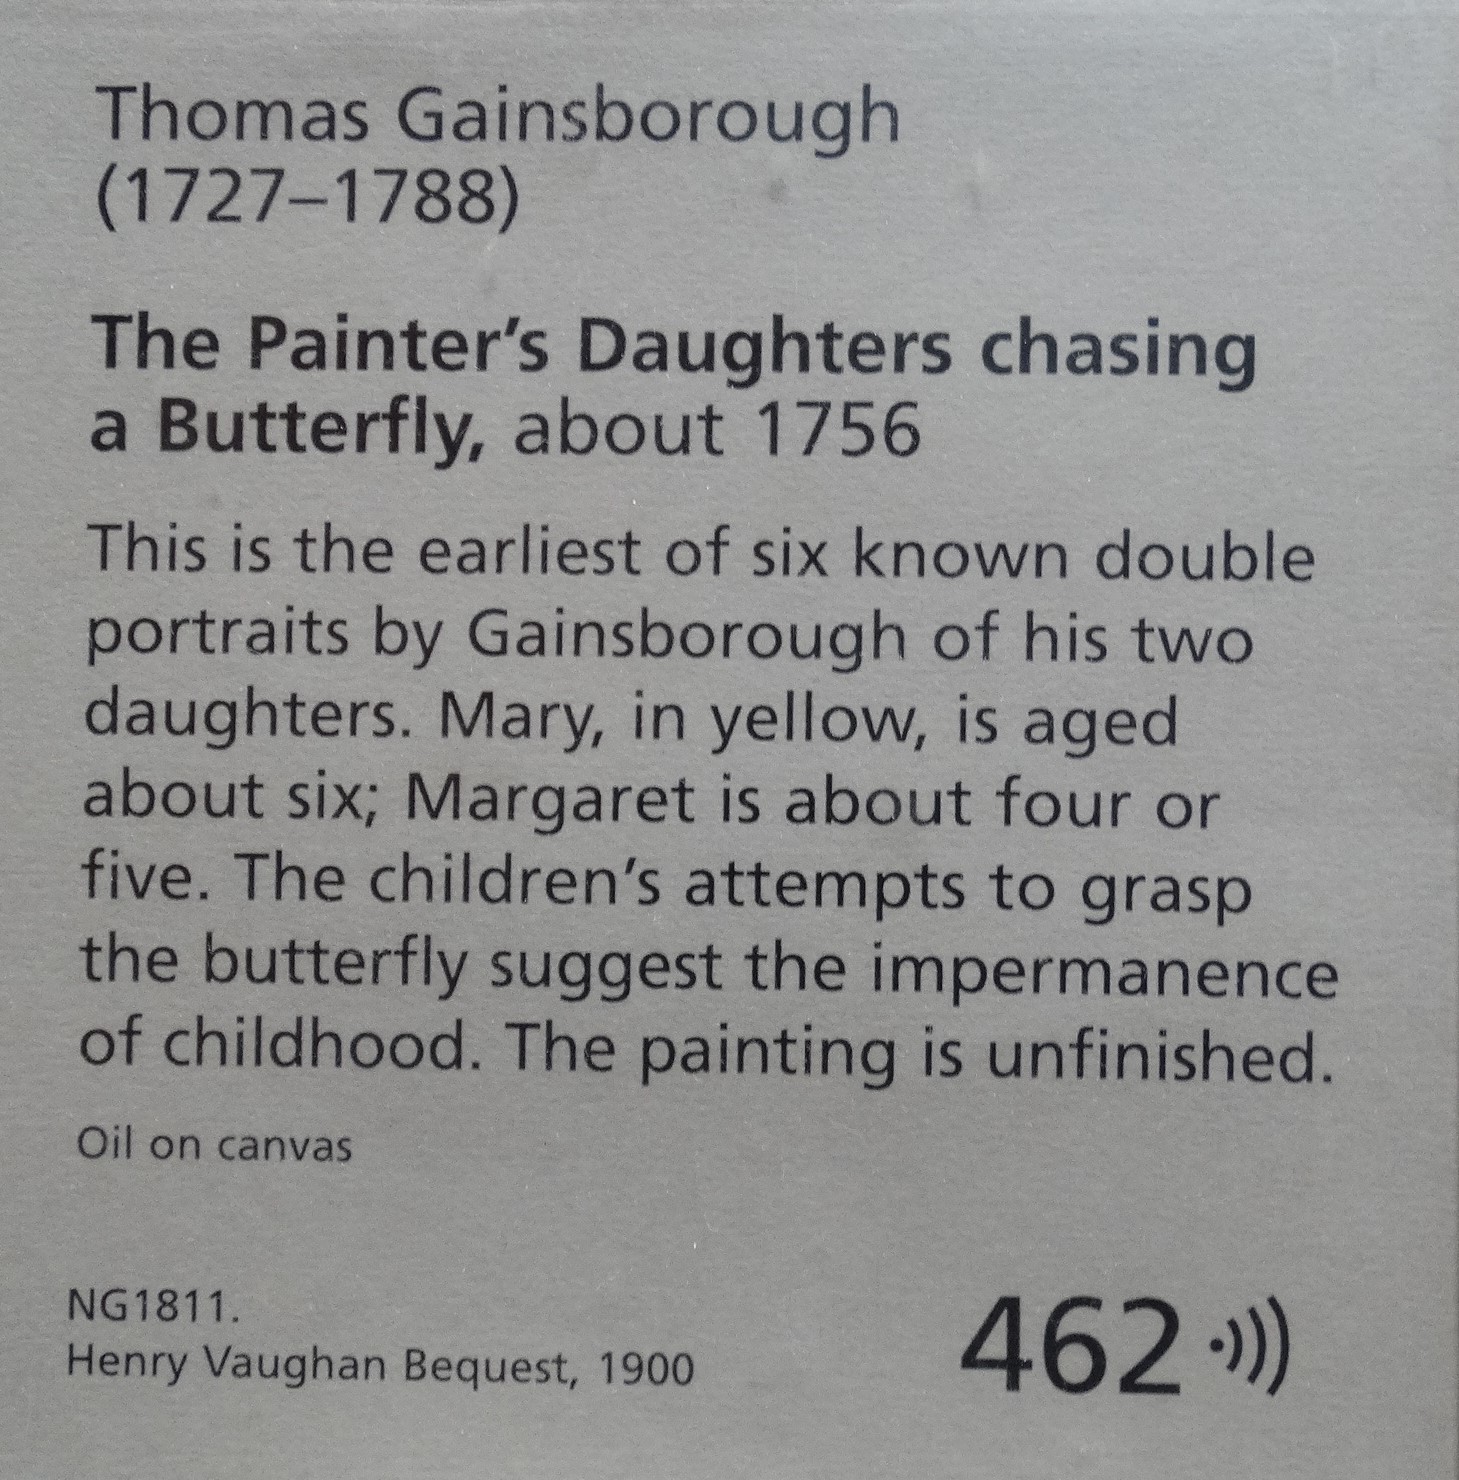 Thomas Gainsborough
(1727–1788)
The Painter’s Daughters chasing
a Butterfly, about 1756
This is the earliest of six known double
portraits by Gainsborough of his two
daughters. Mary, in yellow, is aged
about six; Margaret is about four or
five. The children’s attempts to grasp
the butterfly suggest the impermanence
of childhood. The painting is unfinished.
Oil on canvas
NG1811.
Henry Vaughan Bequest, 1900
462